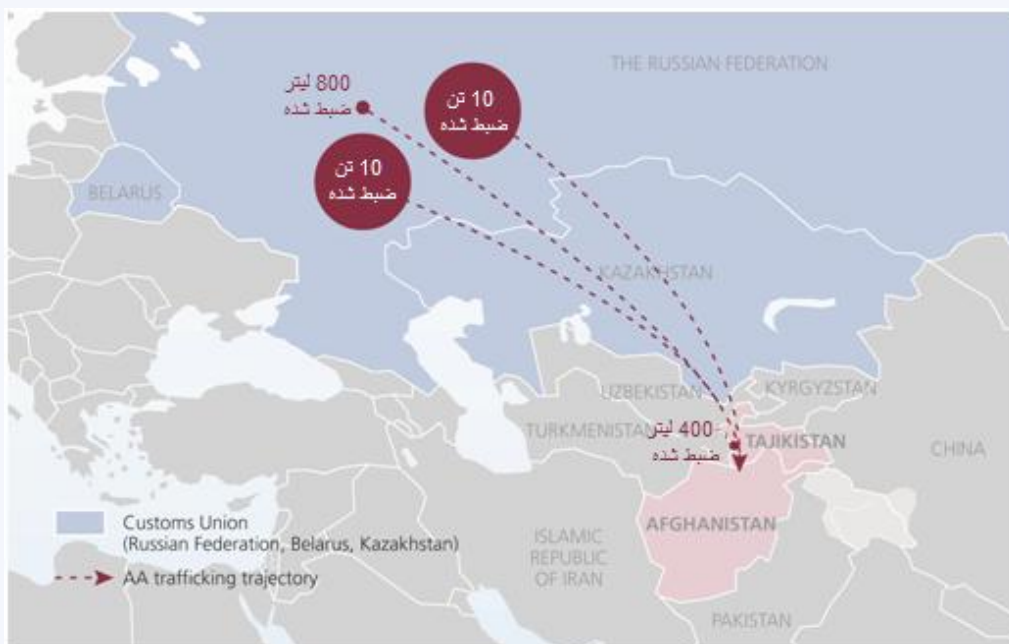 THE RUSSIAN FEDERATION
800 لیتر
ضبط شده
10 تن
ضبط شده
10 تن
ضبط شده
BELARUS
KAZAKHSTAN
UZBEKISTAN
KYRGYZSTAN
TURKMENISTAN
400 لیتر
ضبط شده
TAJIKISTAN
CHINA
AFGHANISTAN
ISLAMIC
REPUBLIC
OF IRAN
PAKISTAN
Customs Union
(Russian Federation, Belarus, Kazakhstan)
AA trafficking trajectory